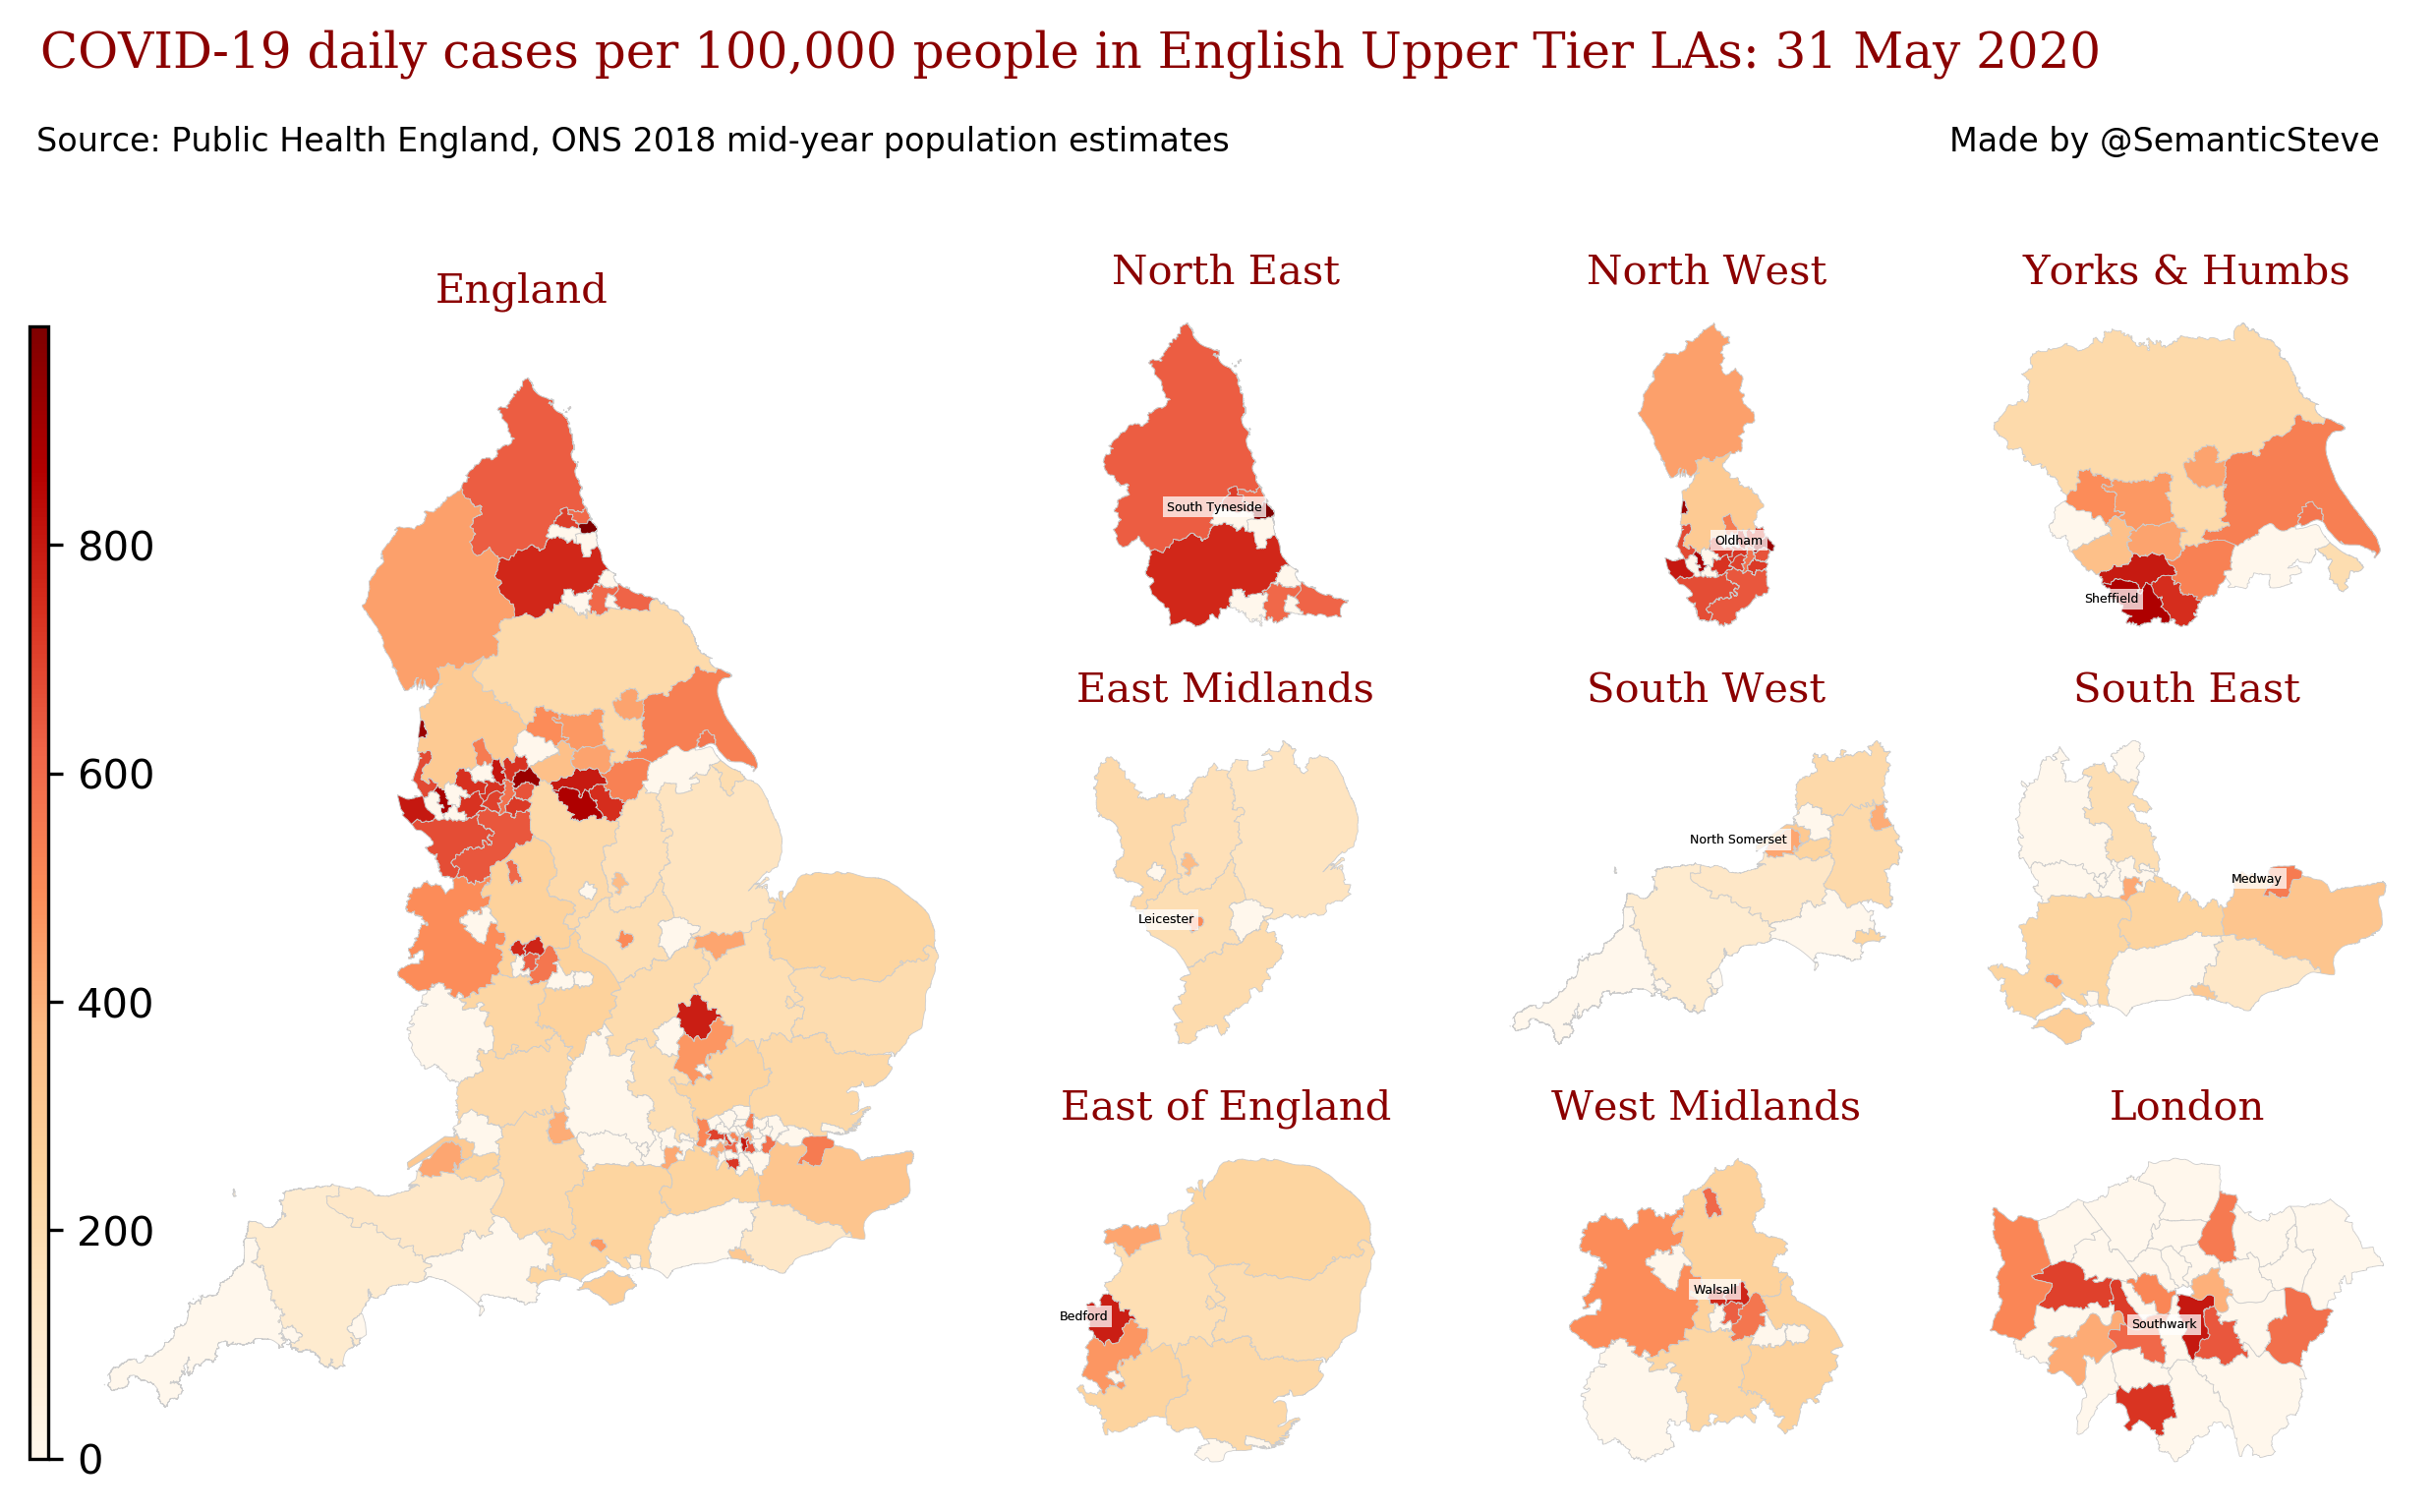 COVID-19 daily cases per 100,000 people in English Upper Tier LAs: 31 May 2020
Source: Public Health England, ONS 2018 mid-year population estimates
Made by @SemanticSteve
England
800
600
400
200
0
North East
South Tyneside
North West
Oldham
Yorks & Humbs
Sheffield
East Midlands
Leicester
South West
North Somerset
South East
Medway
East of England
Bedford
West Midlands
Walsall
London
Southwark